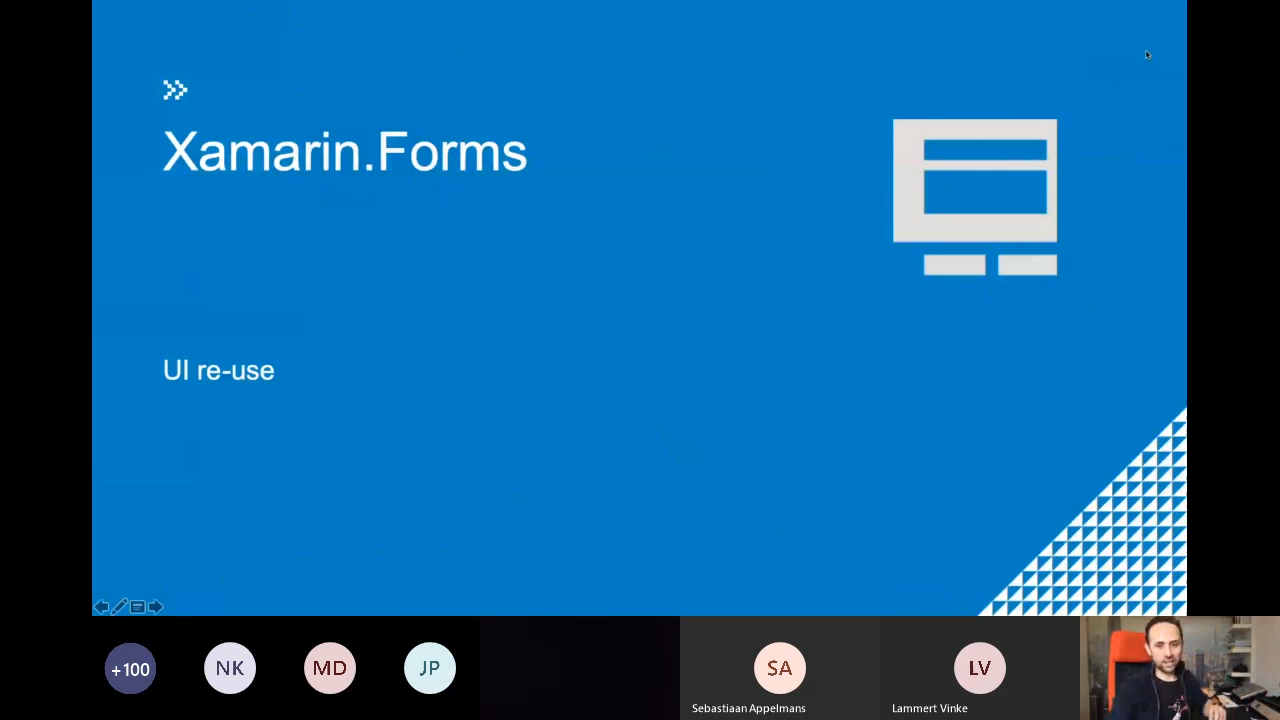 Xamarin.Forms
UI re-use
+100
NK
MD
JP
SA
LV
Sebastiaan Appelmans
Lammert Vinke